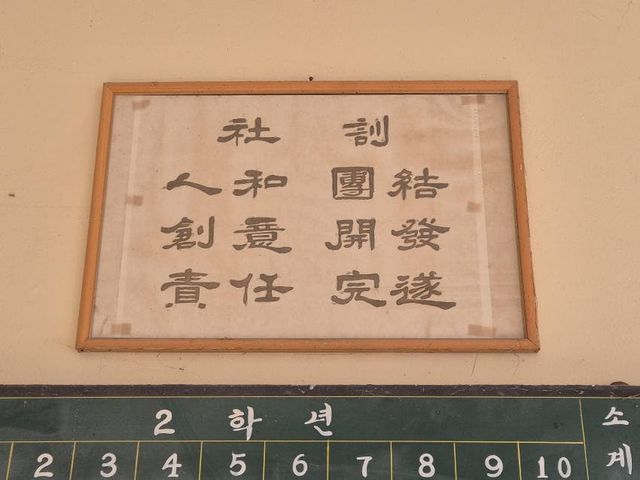 社 訓
人和 團結
創意 開發
責任 完遂
2학년 소계
2 3 4 5 6 7 8 9 10